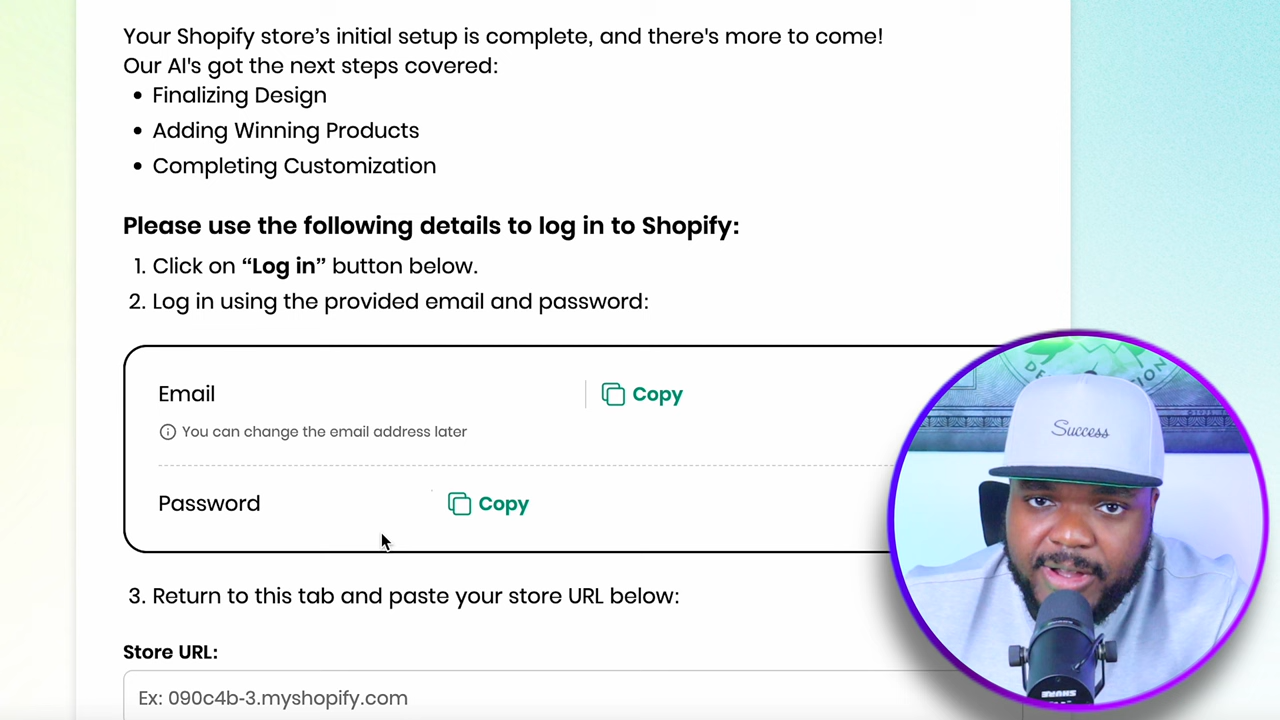 Your Shopify store's initial setup is complete, and there's more to come!
Our AI's got the next steps covered:
• Finalizing Design
• Adding Winning Products
• Completing Customization
Please use the following details to log in to Shopify:
1. Click on “Log in” button below.
2. Log in using the provided email and password:
Email
Copy
You can change the email address later
Password
Copy
3. Return to this tab and paste your store URL below:
Store URL:
Ex: 090c4b-3.myshopify.com
Success
SHURE